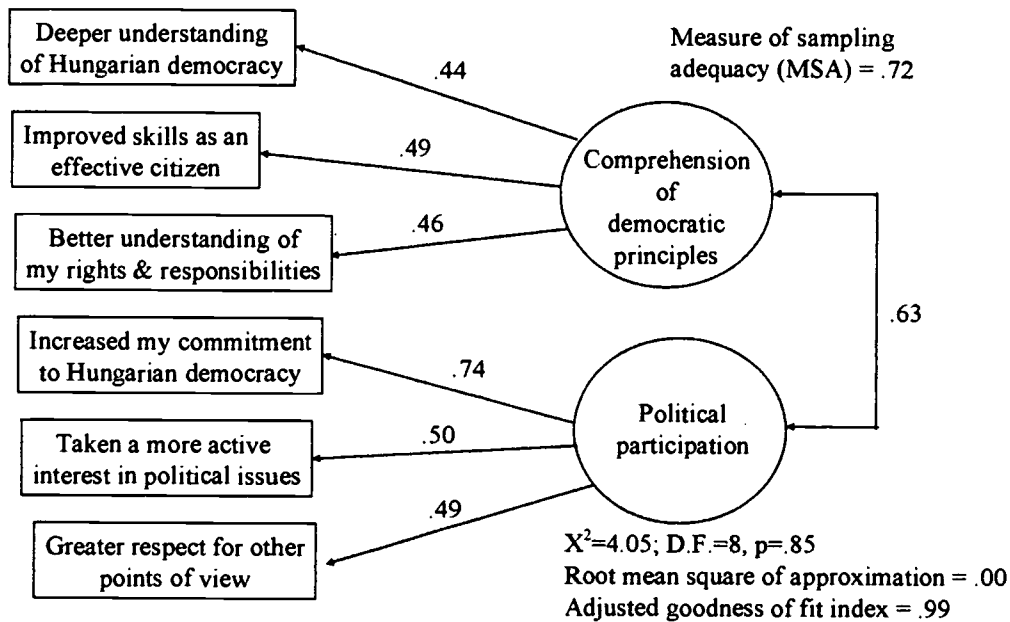 Deeper understanding
of Hungarian democracy
.44
Measure of sampling
adequacy (MSA) = .72
Improved skills as an
effective citizen
.49
Comprehension
of
democratic
principles
Better understanding of
my rights & responsibilities
.46
.63
Increased my commitment
to Hungarian democracy
.74
Political
participation
Taken a more active
interest in political issues
.50
Greater respect for other
points of view
.49
X²=4.05; D.F.=8, p=.85
Root mean square of approximation = .00
Adjusted goodness of fit index = .99